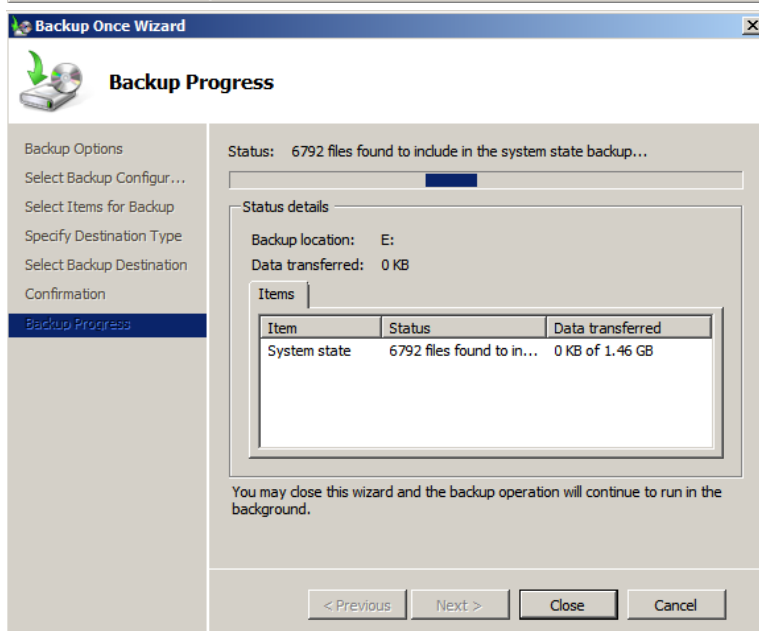 Backup Once Wizard
Backup Progress
Backup Options
Select Backup Configur...
Select Items for Backup
Specify Destination Type
Select Backup Destination
Confirmation
Backup Progress
Status: 6792 files found to include in the system state backup...
Status details
Backup location: E:
Data transferred: 0 KB
Items
Item Status Data transferred
System state 6792 files found to in... 0 KB of 1.46 GB
You may close this wizard and the backup operation will continue to run in the
background.
< Previous Next > Close Cancel